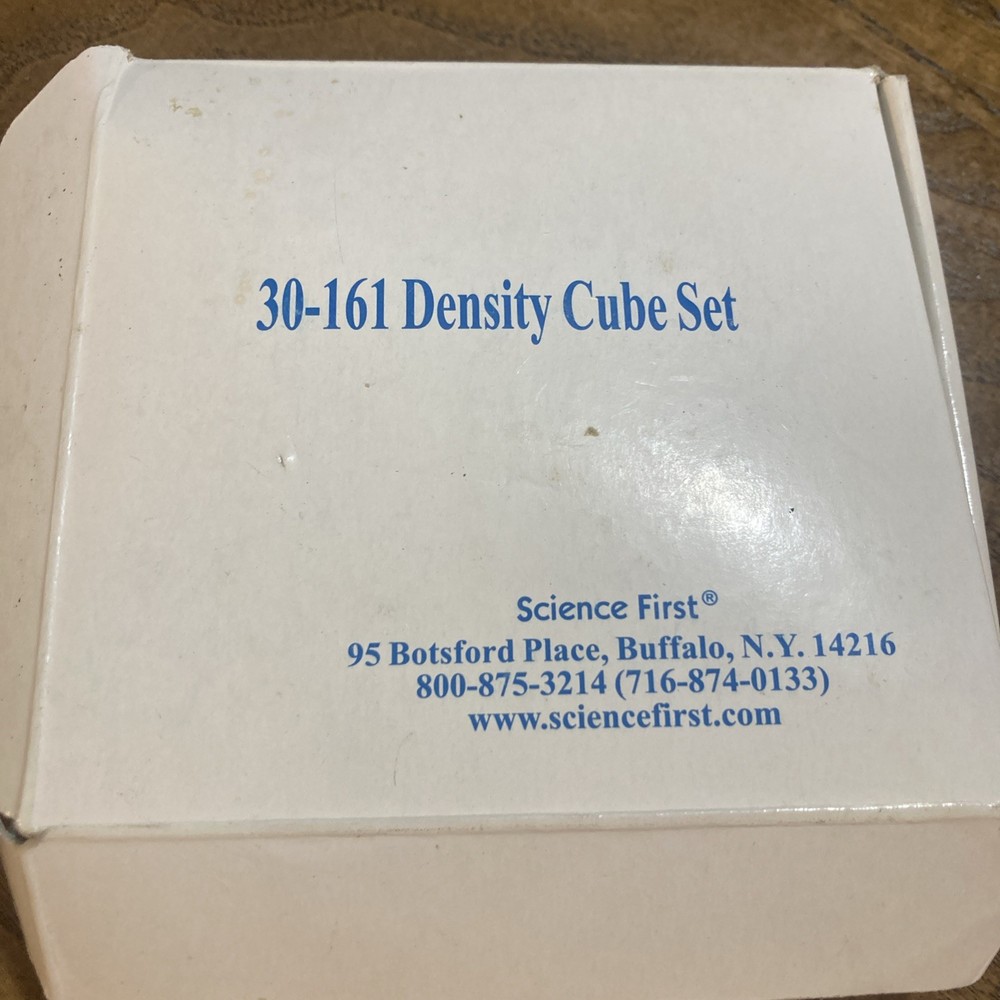 30-161 Density Cube Set
Science First®
95 Botsford Place, Buffalo, N.Y. 14216
800-875-3214 (716-874-0133)
www.sciencefirst.com